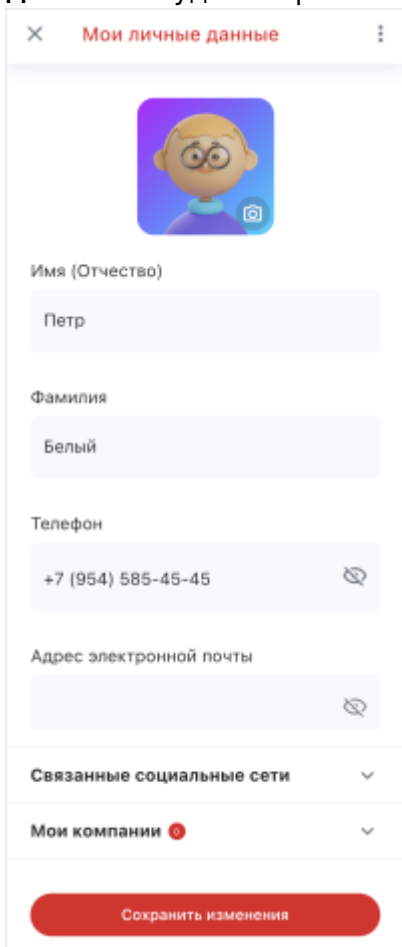 Мои личные данные
Имя (Отчество)
Петр
Фамилия
Белый
Телефон
+7 (954) 585-45-45
Адрес электронной почты
Связанные социальные сети
Мои компании 0
Сохранить изменения